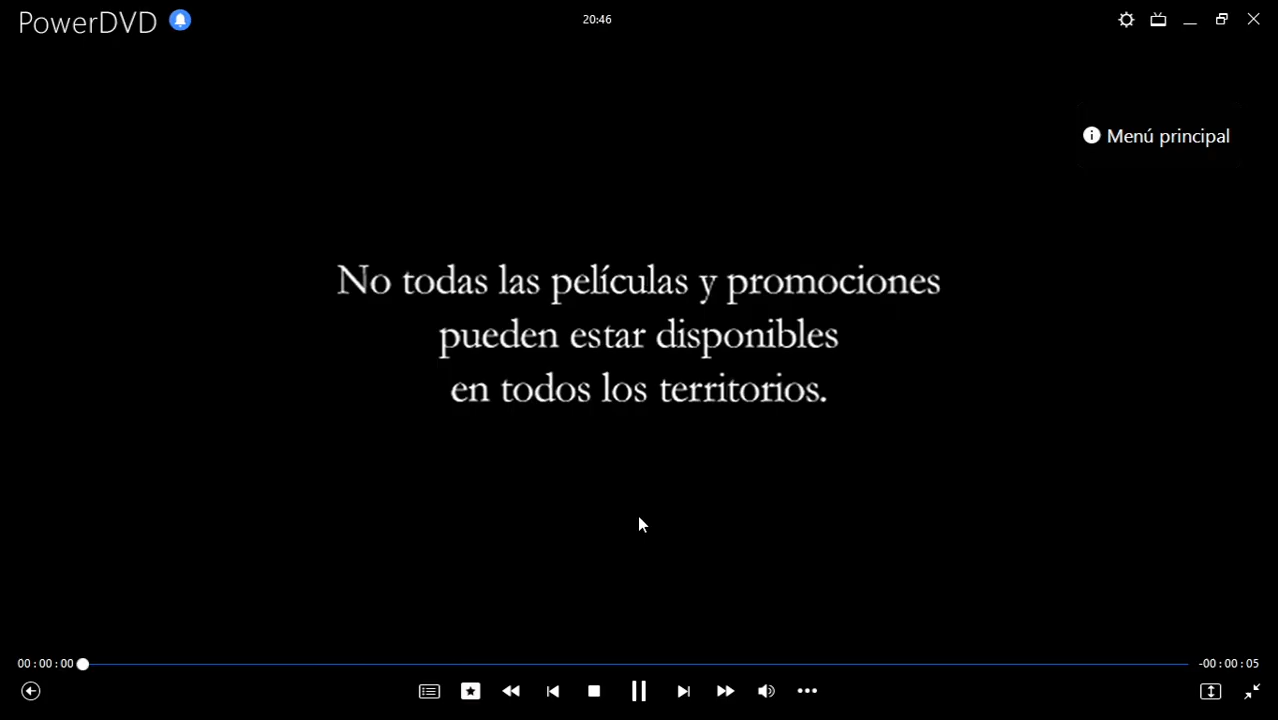 PowerDVD
20:46
Menú principal
No todas las películas y promociones
pueden estar disponibles
en todos los territorios.
00:00:00
-00:00:05